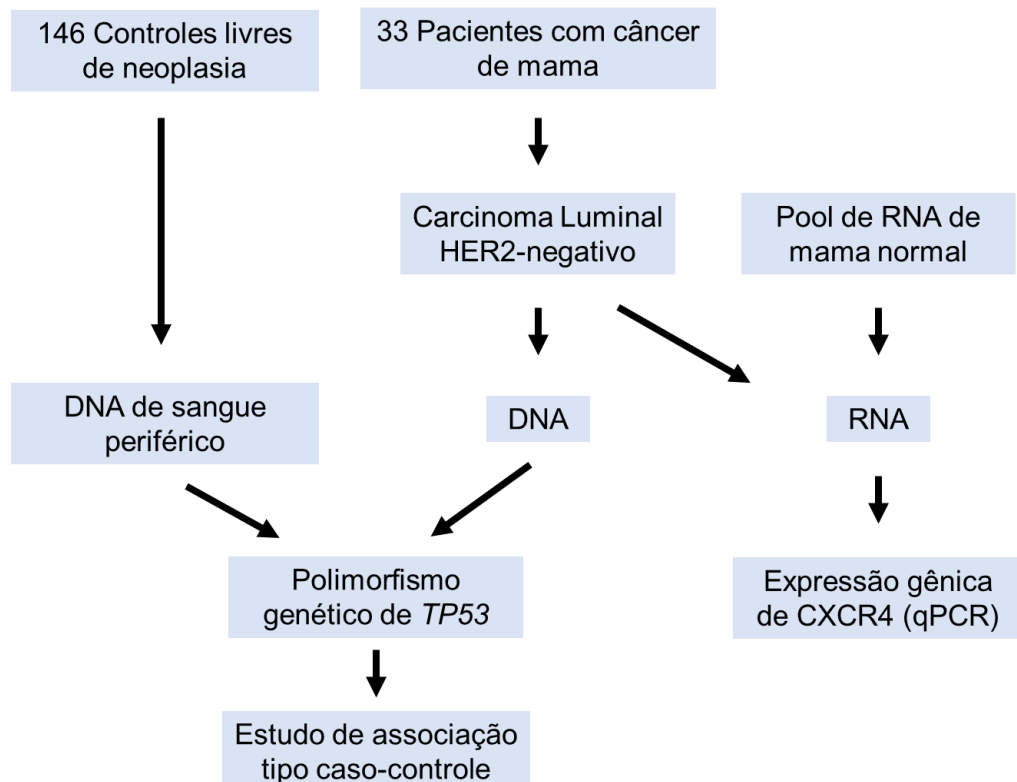 146 Controles livres
de neoplasia
33 Pacientes com câncer
de mama
Carcinoma Luminal
HER2-negativo
Pool de RNA de
mama normal
DNA de sangue
periférico
DNA
RNA
Polimorfismo
genético de TP53
Expressão gênica
de CXCR4 (qPCR)
Estudo de associação
tipo caso-controle